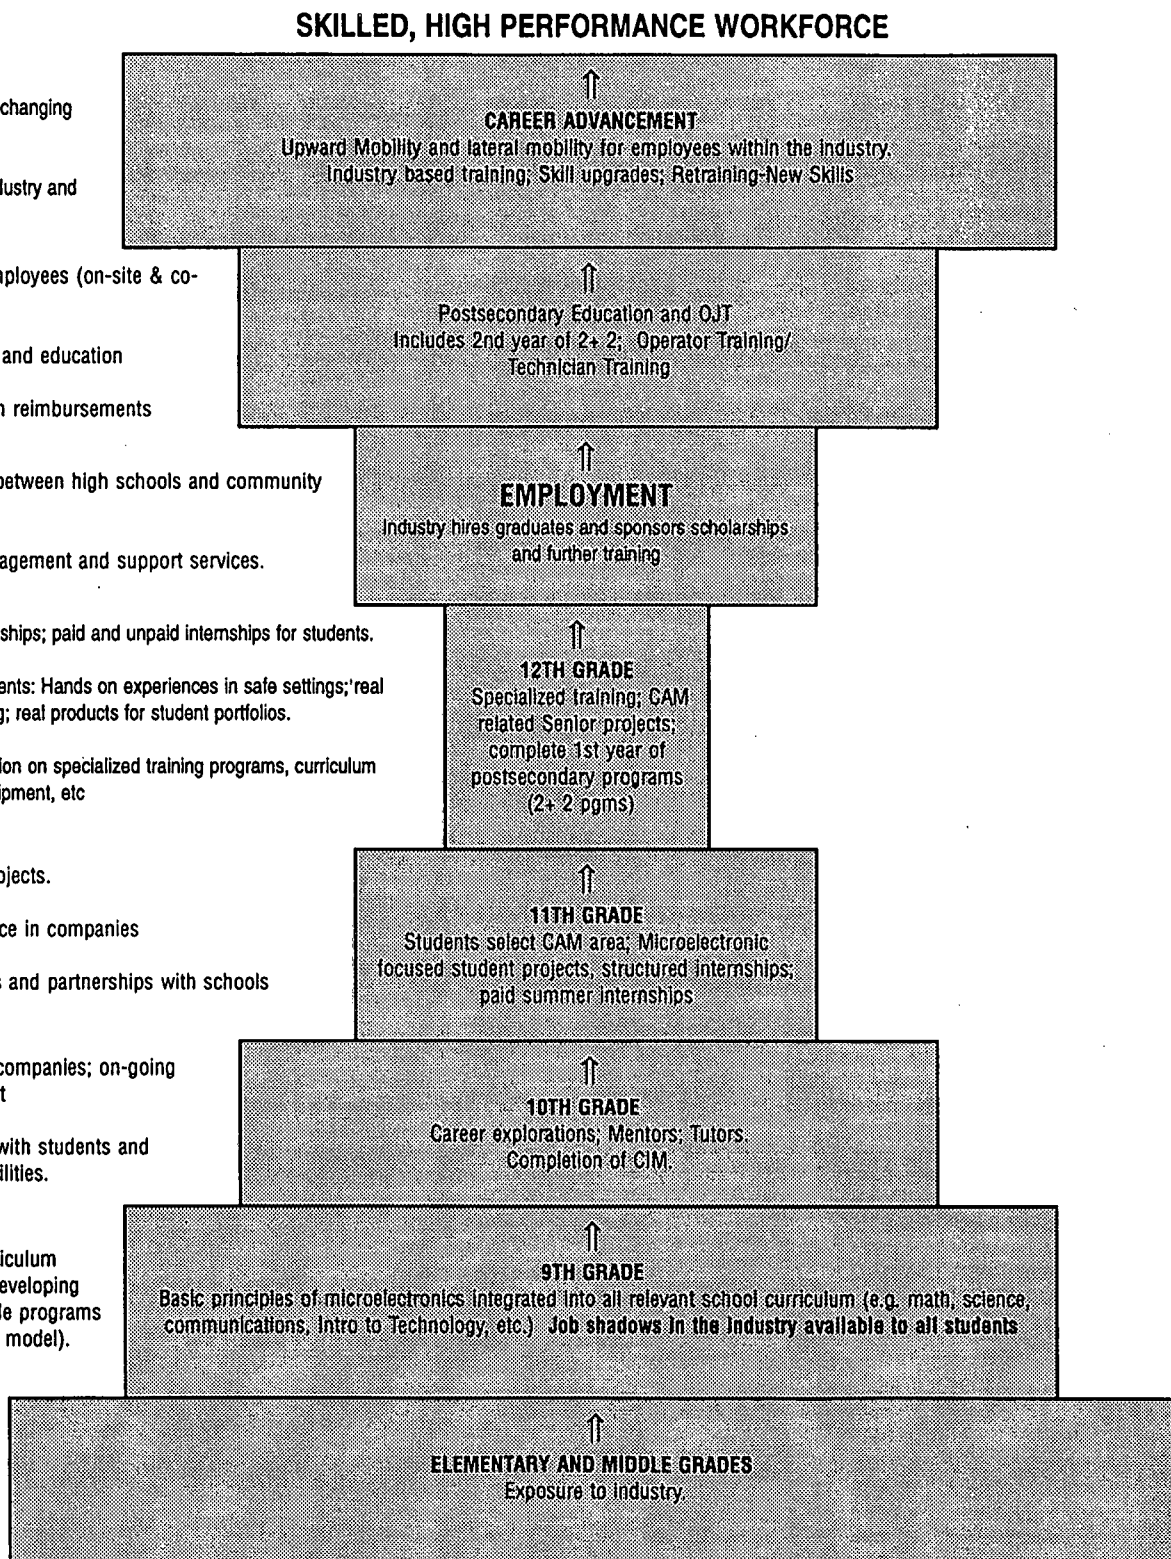 SKILLED, HIGH PERFORMANCE WORKFORCE
changing
lustry and
nployees (on-site & co-
and education
n reimbursements
between high schools and community
agement and support services.
ships; paid and unpaid internships for students.
ents: Hands on experiences in safe settings; real
g; real products for student portfolios.
ion on specialized training programs, curriculum
ipment, etc
ojects.
ce in companies
s and partnerships with schools
companies; on-going
t
with students and
ilities.
iculum
eveloping
le programs
model).
⇑
CAREER ADVANCEMENT
Upward Mobility and lateral mobility for employees within the industry.
Industry based training; Skill upgrades; Retraining-New Skills
⇑
Postsecondary Education and OJT
Includes 2nd year of 2+ 2; Operator Training/
Technician Training
⇑
EMPLOYMENT
Industry hires graduates and sponsors scholarships
and further training
⇑
12TH GRADE
Specialized training; CAM
related Senior projects;
complete 1st year of
postsecondary programs
(2+ 2 pgms)
⇑
11TH GRADE
Students select CAM area; Microelectronic
focused student projects, structured internships;
paid summer internships
⇑
10TH GRADE
Career explorations; Mentors; Tutors.
Completion of CIM.
⇑
9TH GRADE
Basic principles of microelectronics integrated into all relevant school curriculum (e.g. math, science,
communications, Intro to Technology, etc.) Job shadows in the industry available to all students
⇑
ELEMENTARY AND MIDDLE GRADES
Exposure to industry.